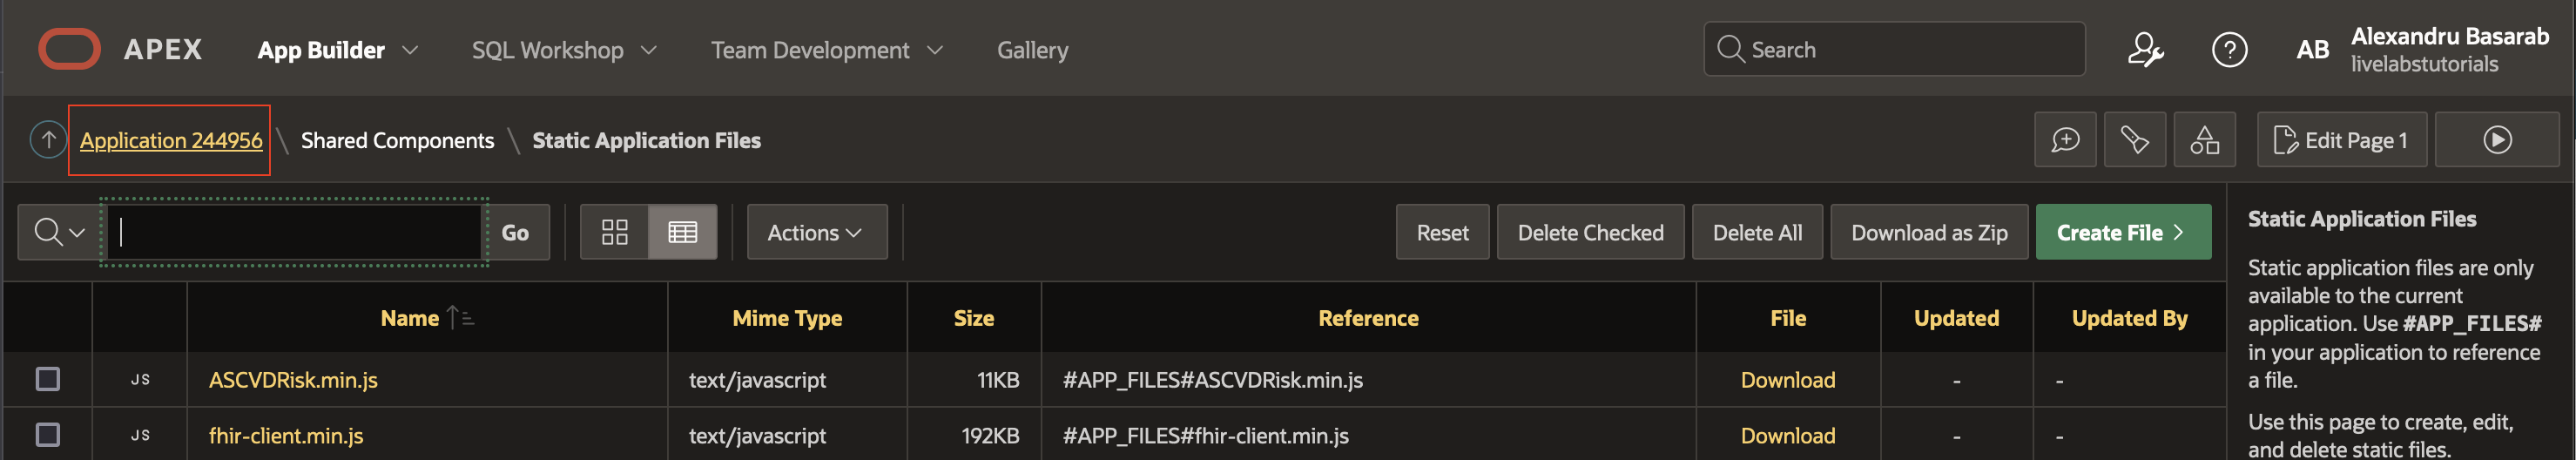 APEX App Builder SQL Workshop Team Development Gallery Search AB Alexandru Basarab
livelabstutorials
Application 244956 \ Shared Components \ Static Application Files Edit Page 1
Go Actions Reset Delete Checked Delete All Download as Zip Create File
Name Mime Type Size Reference File Updated Updated By
JS ASCVDRisk.min.js text/javascript 11KB #APP_FILES#ASCVDRisk.min.js Download - -
JS fhir-client.min.js text/javascript 192KB #APP_FILES#fhir-client.min.js Download - -
Static Application Files
Static application files are only
available to the current
application. Use #APP_FILES#
in your application to reference
a file.
Use this page to create, edit,
and delete static files.